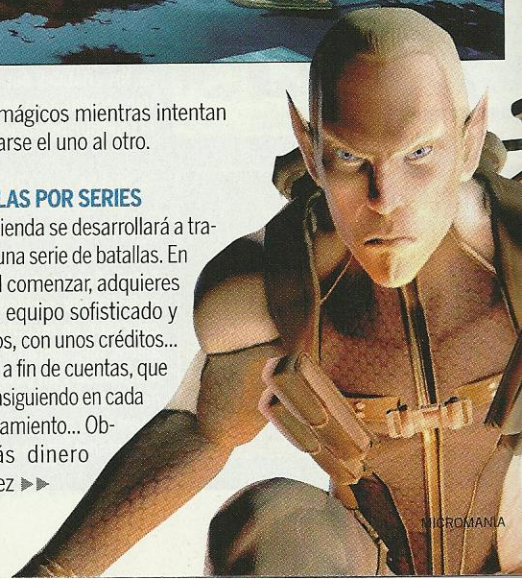 mágicos mientras intentan
arse el uno al otro.
LAS POR SERIES
ienda se desarrollará a tra-
una serie de batallas. En
l comenzar, adquieres
equipo sofisticado y
os, con unos créditos...
a fin de cuentas, que
nsiguiendo en cada
amiento... Ob-
ás dinero
ez
MICROMANÍA